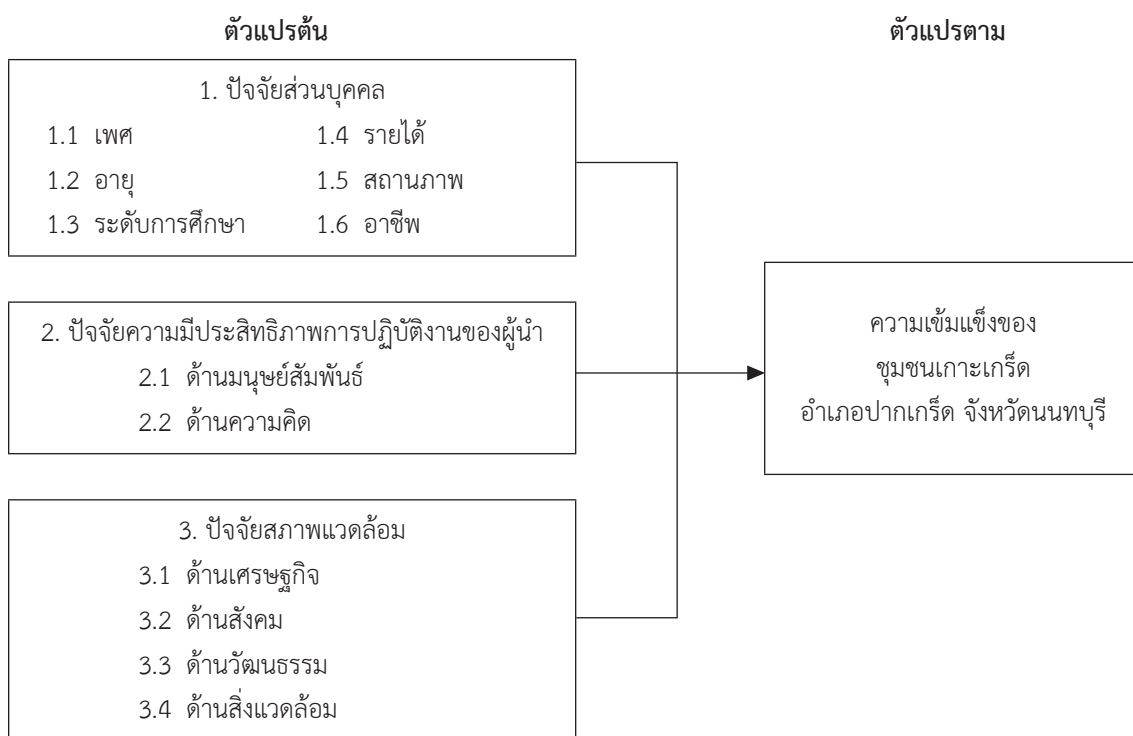 ตัวแปรต้น
ตัวแปรตาม
1. ปัจจัยส่วนบุคคล
1.1 เพศ 1.4 รายได้
1.2 อายุ 1.5 สถานภาพ
1.3 ระดับการศึกษา 1.6 อาชีพ
2. ปัจจัยความมีประสิทธิภาพการปฏิบัติงานของผู้นำ
2.1 ด้านมนุษย์สัมพันธ์
2.2 ด้านความคิด
3. ปัจจัยสภาพแวดล้อม
3.1 ด้านเศรษฐกิจ
3.2 ด้านสังคม
3.3 ด้านวัฒนธรรม
3.4 ด้านสิ่งแวดล้อม
ความเข้มแข็งของ
ชุมชนเกาะเกร็ด
อำเภอปากเกร็ด จังหวัดนนทบุรี